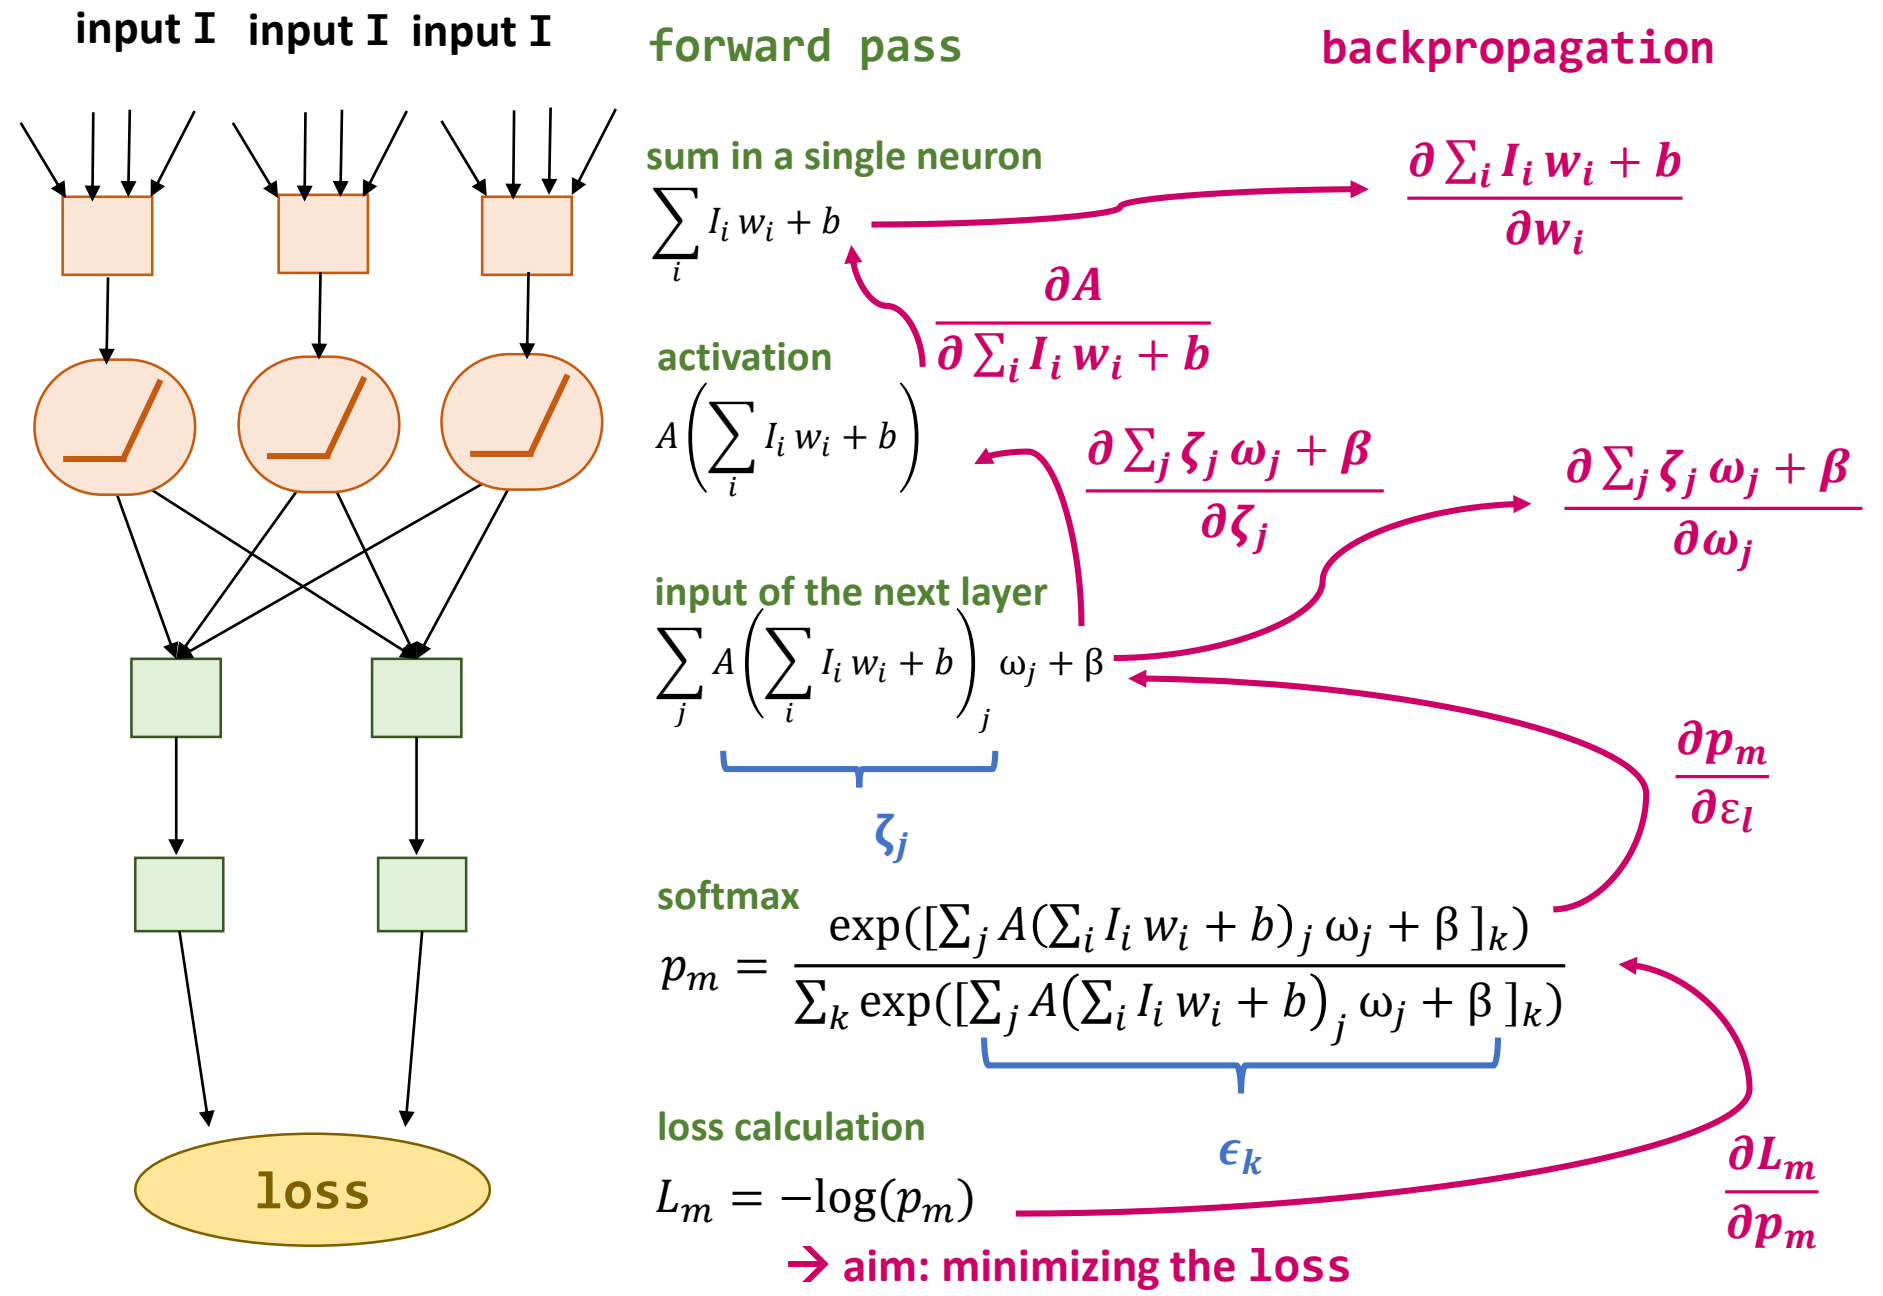 input I input I input I
forward pass
backpropagation
sum in a single neuron
∑_i I_i w_i + b
∂ ∑_i I_i w_i + b / ∂w_i
∂A / ∂ ∑_i I_i w_i + b
activation
A(∑_i I_i w_i + b)
∂ ∑_j ζ_j ω_j + β / ∂ζ_j
∂ ∑_j ζ_j ω_j + β / ∂ω_j
input of the next layer
∑_j A(∑_i I_i w_i + b)_j ω_j + β
ζ_j
∂p_m / ∂ε_l
softmax
p_m = exp([∑_j A(∑_i I_i w_i + b)_j ω_j + β ]_k) / ∑_k exp([∑_j A(∑_i I_i w_i + b)_j ω_j + β ]_k)
ϵ_k
loss calculation
L_m = −log(p_m)
∂L_m / ∂p_m
→ aim: minimizing the loss
loss